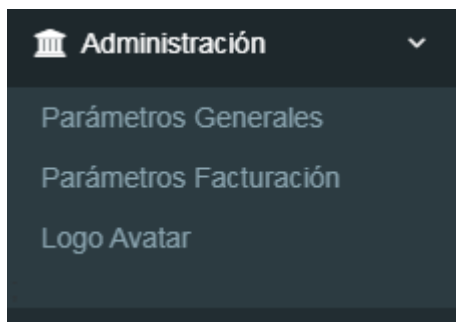 Administración
Parámetros Generales
Parámetros Facturación
Logo Avatar